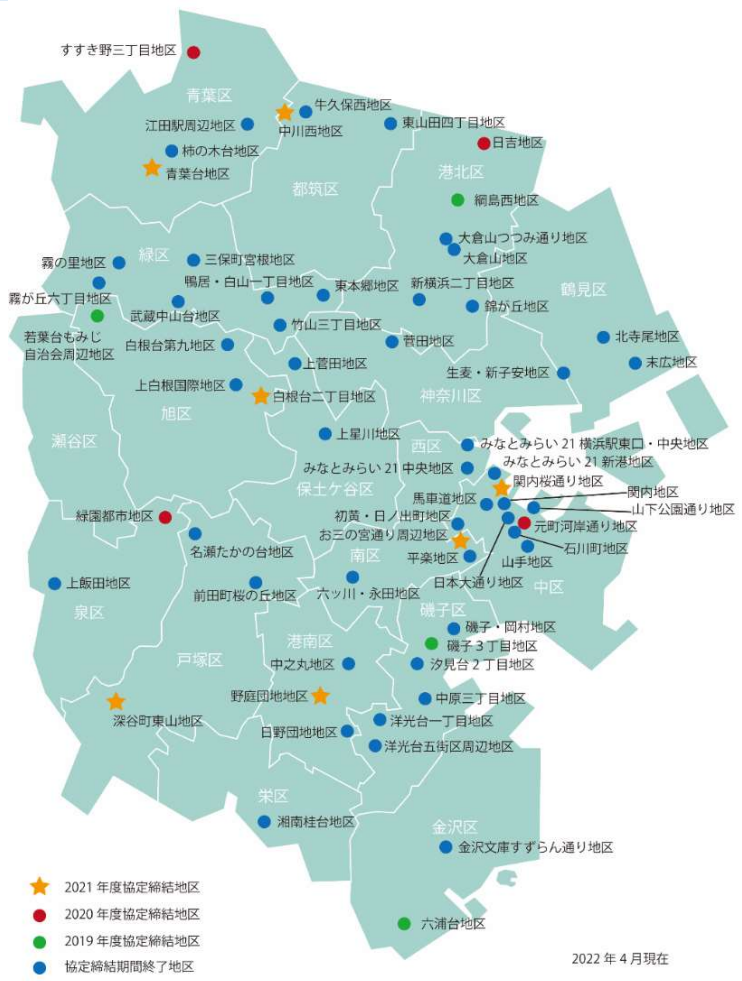 すすき野三丁目地区
青葉区
牛久保西地区
江田駅周辺地区
中川西地区
東山田四丁目地区
日吉地区
柿の木台地区
青葉台地区
港北区
都筑区
綱島西地区
大倉山つつみ通り地区
大倉山地区
緑区
三保町宮根地区
霧の里地区
鴨居・白山一丁目地区
東本郷地区
新横浜二丁目地区
鶴見区
霧が丘六丁目地区
武蔵中山台地区
錦が丘地区
若葉台もみじ
自治会周辺地区
竹山三丁目地区
白根台第九地区
菅田地区
北寺尾地区
末広地区
上菅田地区
生麦・新子安地区
上白根国際地区
白根台二丁目地区
神奈川区
旭区
瀬谷区
上星川地区
西区
みなとみらい 21 横浜駅東口・中央地区
みなとみらい 21 中央地区
みなとみらい 21 新港地区
関内桜通り地区
保土ケ谷区
馬車道地区
関内地区
山下公園通り地区
緑園都市地区
初黄・日ノ出町地区
元町河岸通り地区
お三の宮通り周辺地区
石川町地区
名瀬たかの台地区
南区
平楽地区
山手地区
上飯田地区
前田町桜の丘地区
六ッ川・永田地区
日本大通り地区
中区
泉区
磯子区
磯子・岡村地区
港南区
磯子 3 丁目地区
戸塚区
中之丸地区
汐見台 2 丁目地区
野庭団地地区
中原三丁目地区
深谷町東山地区
日野団地地区
洋光台一丁目地区
洋光台五街区周辺地区
栄区
湘南桂台地区
金沢区
金沢文庫すずらん通り地区
2021 年度協定締結地区
2020 年度協定締結地区
2019 年度協定締結地区
協定締結期間終了地区
六浦台地区
2022 年 4 月現在